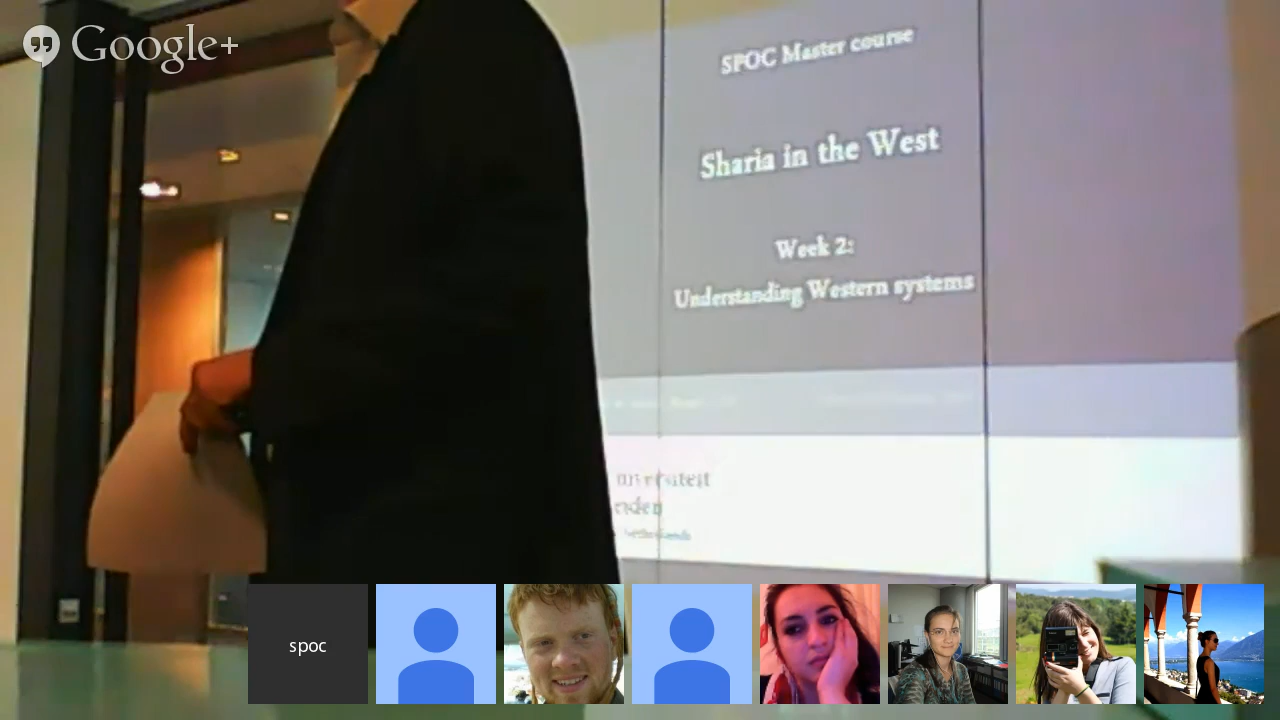 Google+
SPOC Master course
Sharia in the West
Week 2:
Understanding Western systems
spoc